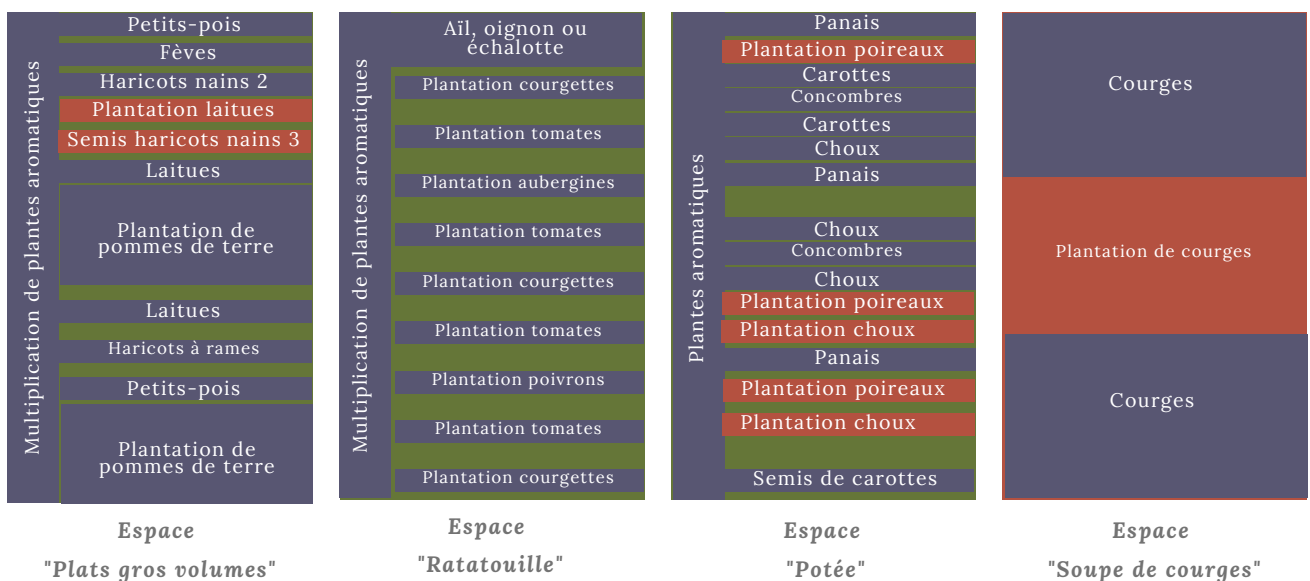 Multiplication de plantes aromatiques
Petits-pois
Fèves
Haricots nains 2
Plantation laitues
Semis haricots nains 3
Laitues
Plantation de
pommes de terre
Laitues
Haricots à rames
Petits-pois
Plantation de
pommes de terre
Espace
"Plats gros volumes"
Multiplication de plantes aromatiques
Aïl, oignon ou
échalotte
Plantation courgettes
Plantation tomates
Plantation aubergines
Plantation tomates
Plantation courgettes
Plantation tomates
Plantation poivrons
Plantation tomates
Plantation courgettes
Espace
"Ratatouille"
Plantes aromatiques
Panais
Plantation poireaux
Carottes
Concombres
Carottes
Choux
Panais
Choux
Concombres
Choux
Plantation poireaux
Plantation choux
Panais
Plantation poireaux
Plantation choux
Semis de carottes
Espace
"Potée"
Courges
Plantation de courges
Courges
Espace
"Soupe de courges"